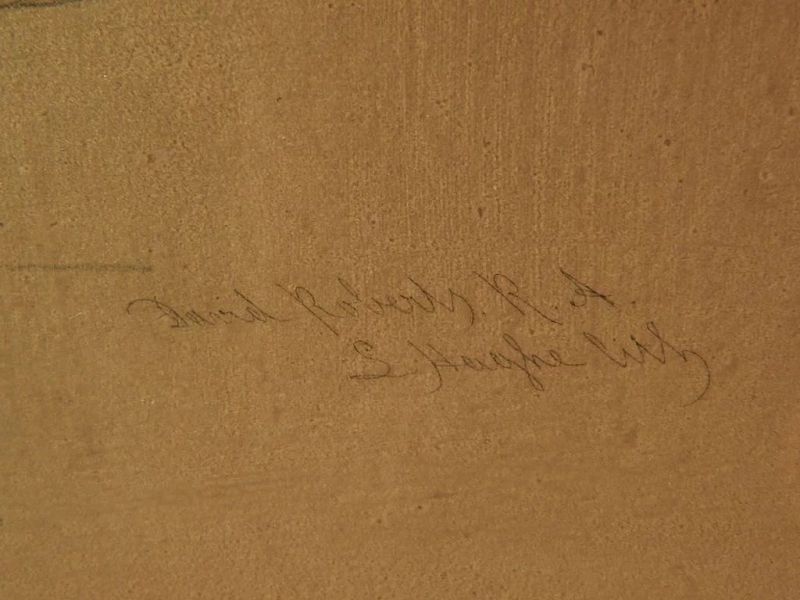 David Roberts. R. A.
L. Haghe lith